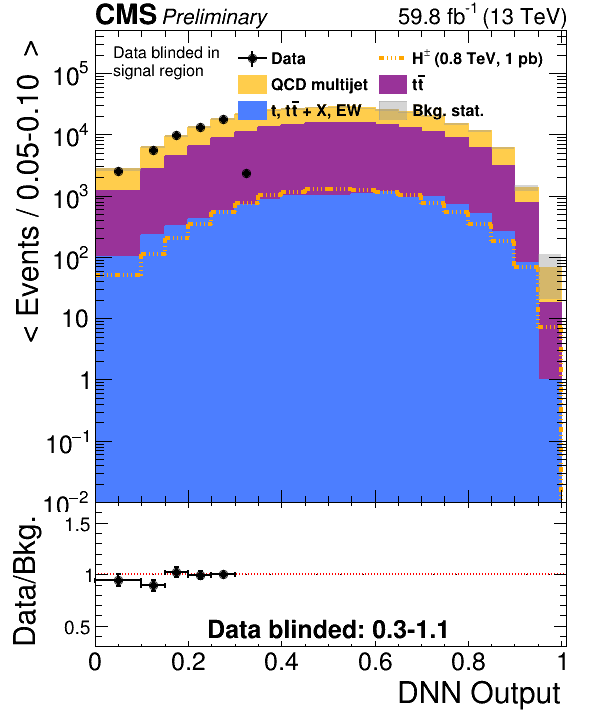 CMS Preliminary 59.8 fb⁻¹ (13 TeV)
Data blinded in
signal region
Data
H± (0.8 TeV, 1 pb)
QCD multijet
tt̄
t, tt̄ + X, EW
Bkg. stat.
< Events / 0.05-0.10 >
10⁵
10⁴
10³
10²
10
1
10⁻¹
10⁻²
Data/Bkg.
1.5
1
0.5
Data blinded: 0.3-1.1
0 0.2 0.4 0.6 0.8 1
DNN Output